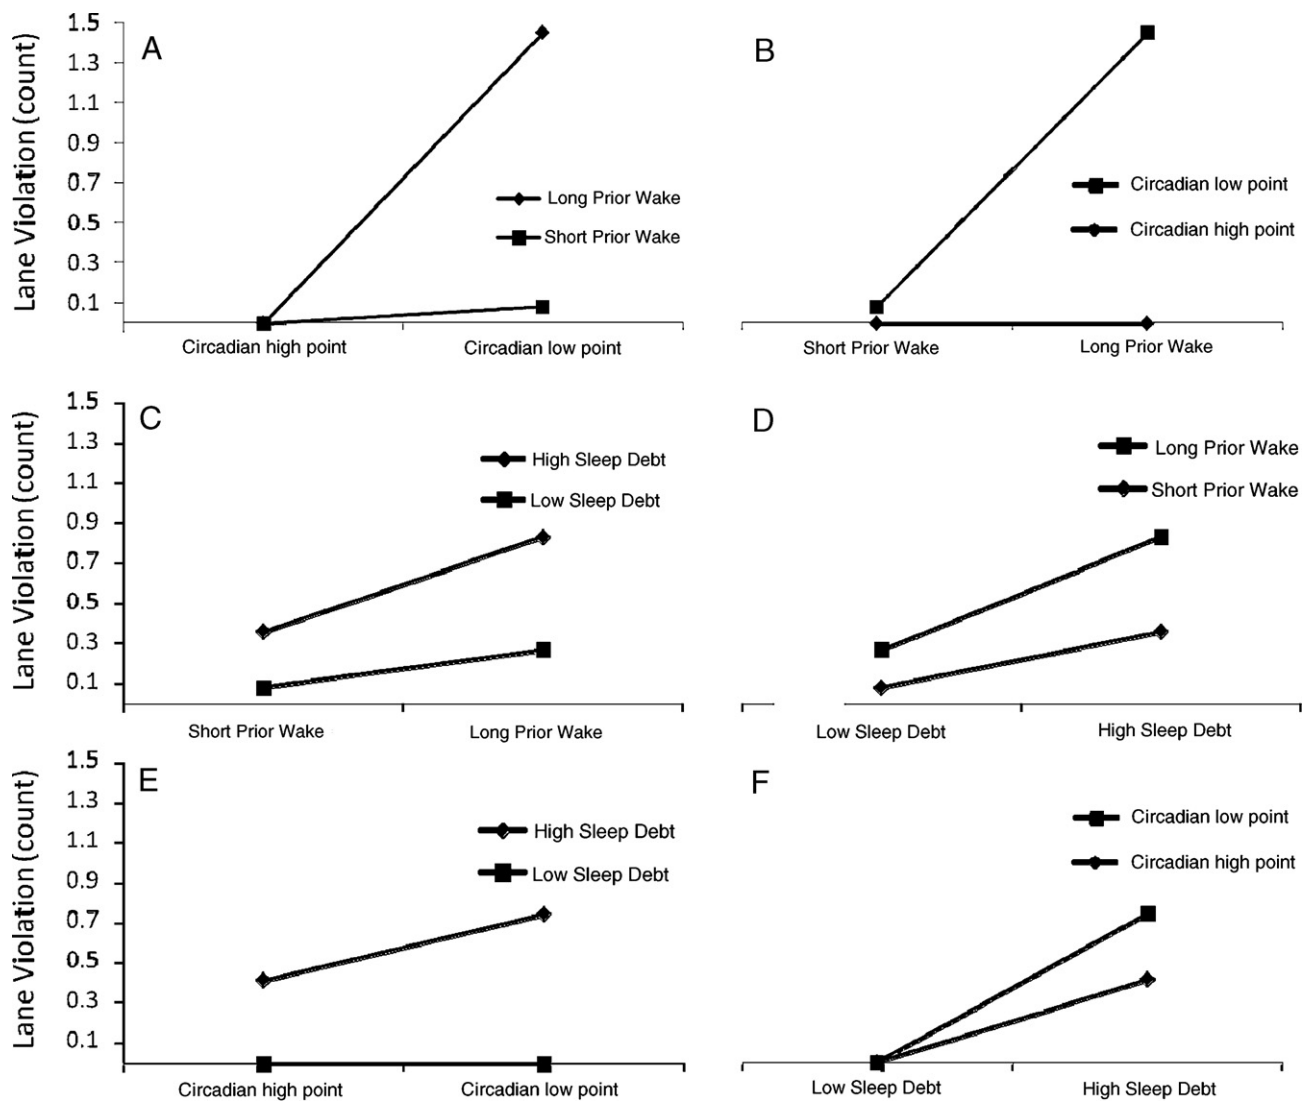 A
Lane Violation (count)
1.5
1.3
1.1
0.9
0.7
0.5
0.3
0.1
Long Prior Wake
Short Prior Wake
Circadian high point
Circadian low point
B
Circadian low point
Circadian high point
Short Prior Wake
Long Prior Wake
C
Lane Violation (count)
1.5
1.3
1.1
0.9
0.7
0.5
0.3
0.1
High Sleep Debt
Low Sleep Debt
Short Prior Wake
Long Prior Wake
D
Long Prior Wake
Short Prior Wake
Low Sleep Debt
High Sleep Debt
E
Lane Violation (count)
1.5
1.3
1.1
0.9
0.7
0.5
0.3
0.1
High Sleep Debt
Low Sleep Debt
Circadian high point
Circadian low point
F
Circadian low point
Circadian high point
Low Sleep Debt
High Sleep Debt